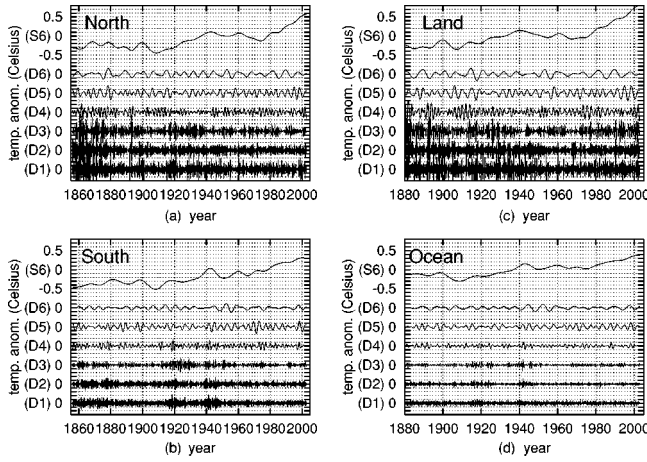 North
temp. anom. (Celsius)
0.5
(S6) 0
-0.5
(D6) 0
(D5) 0
(D4) 0
(D3) 0
(D2) 0
(D1) 0
1860 1880 1900 1920 1940 1960 1980 2000
(a) year
Land
temp. anom. (Celsius)
0.5
(S6) 0
-0.5
(D6) 0
(D5) 0
(D4) 0
(D3) 0
(D2) 0
(D1) 0
1880 1900 1920 1940 1960 1980 2000
(c) year
South
temp. anom. (Celsius)
0.5
(S6) 0
-0.5
(D6) 0
(D5) 0
(D4) 0
(D3) 0
(D2) 0
(D1) 0
1860 1880 1900 1920 1940 1960 1980 2000
(b) year
Ocean
temp. anom. (Celsius)
0.5
(S6) 0
-0.5
(D6) 0
(D5) 0
(D4) 0
(D3) 0
(D2) 0
(D1) 0
1880 1900 1920 1940 1960 1980 2000
(d) year